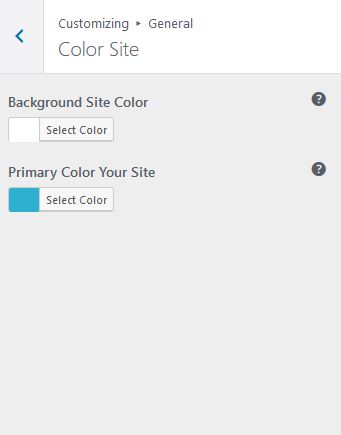 Customizing ▸ General
Color Site
Background Site Color
?
Select Color
Primary Color Your Site
?
Select Color